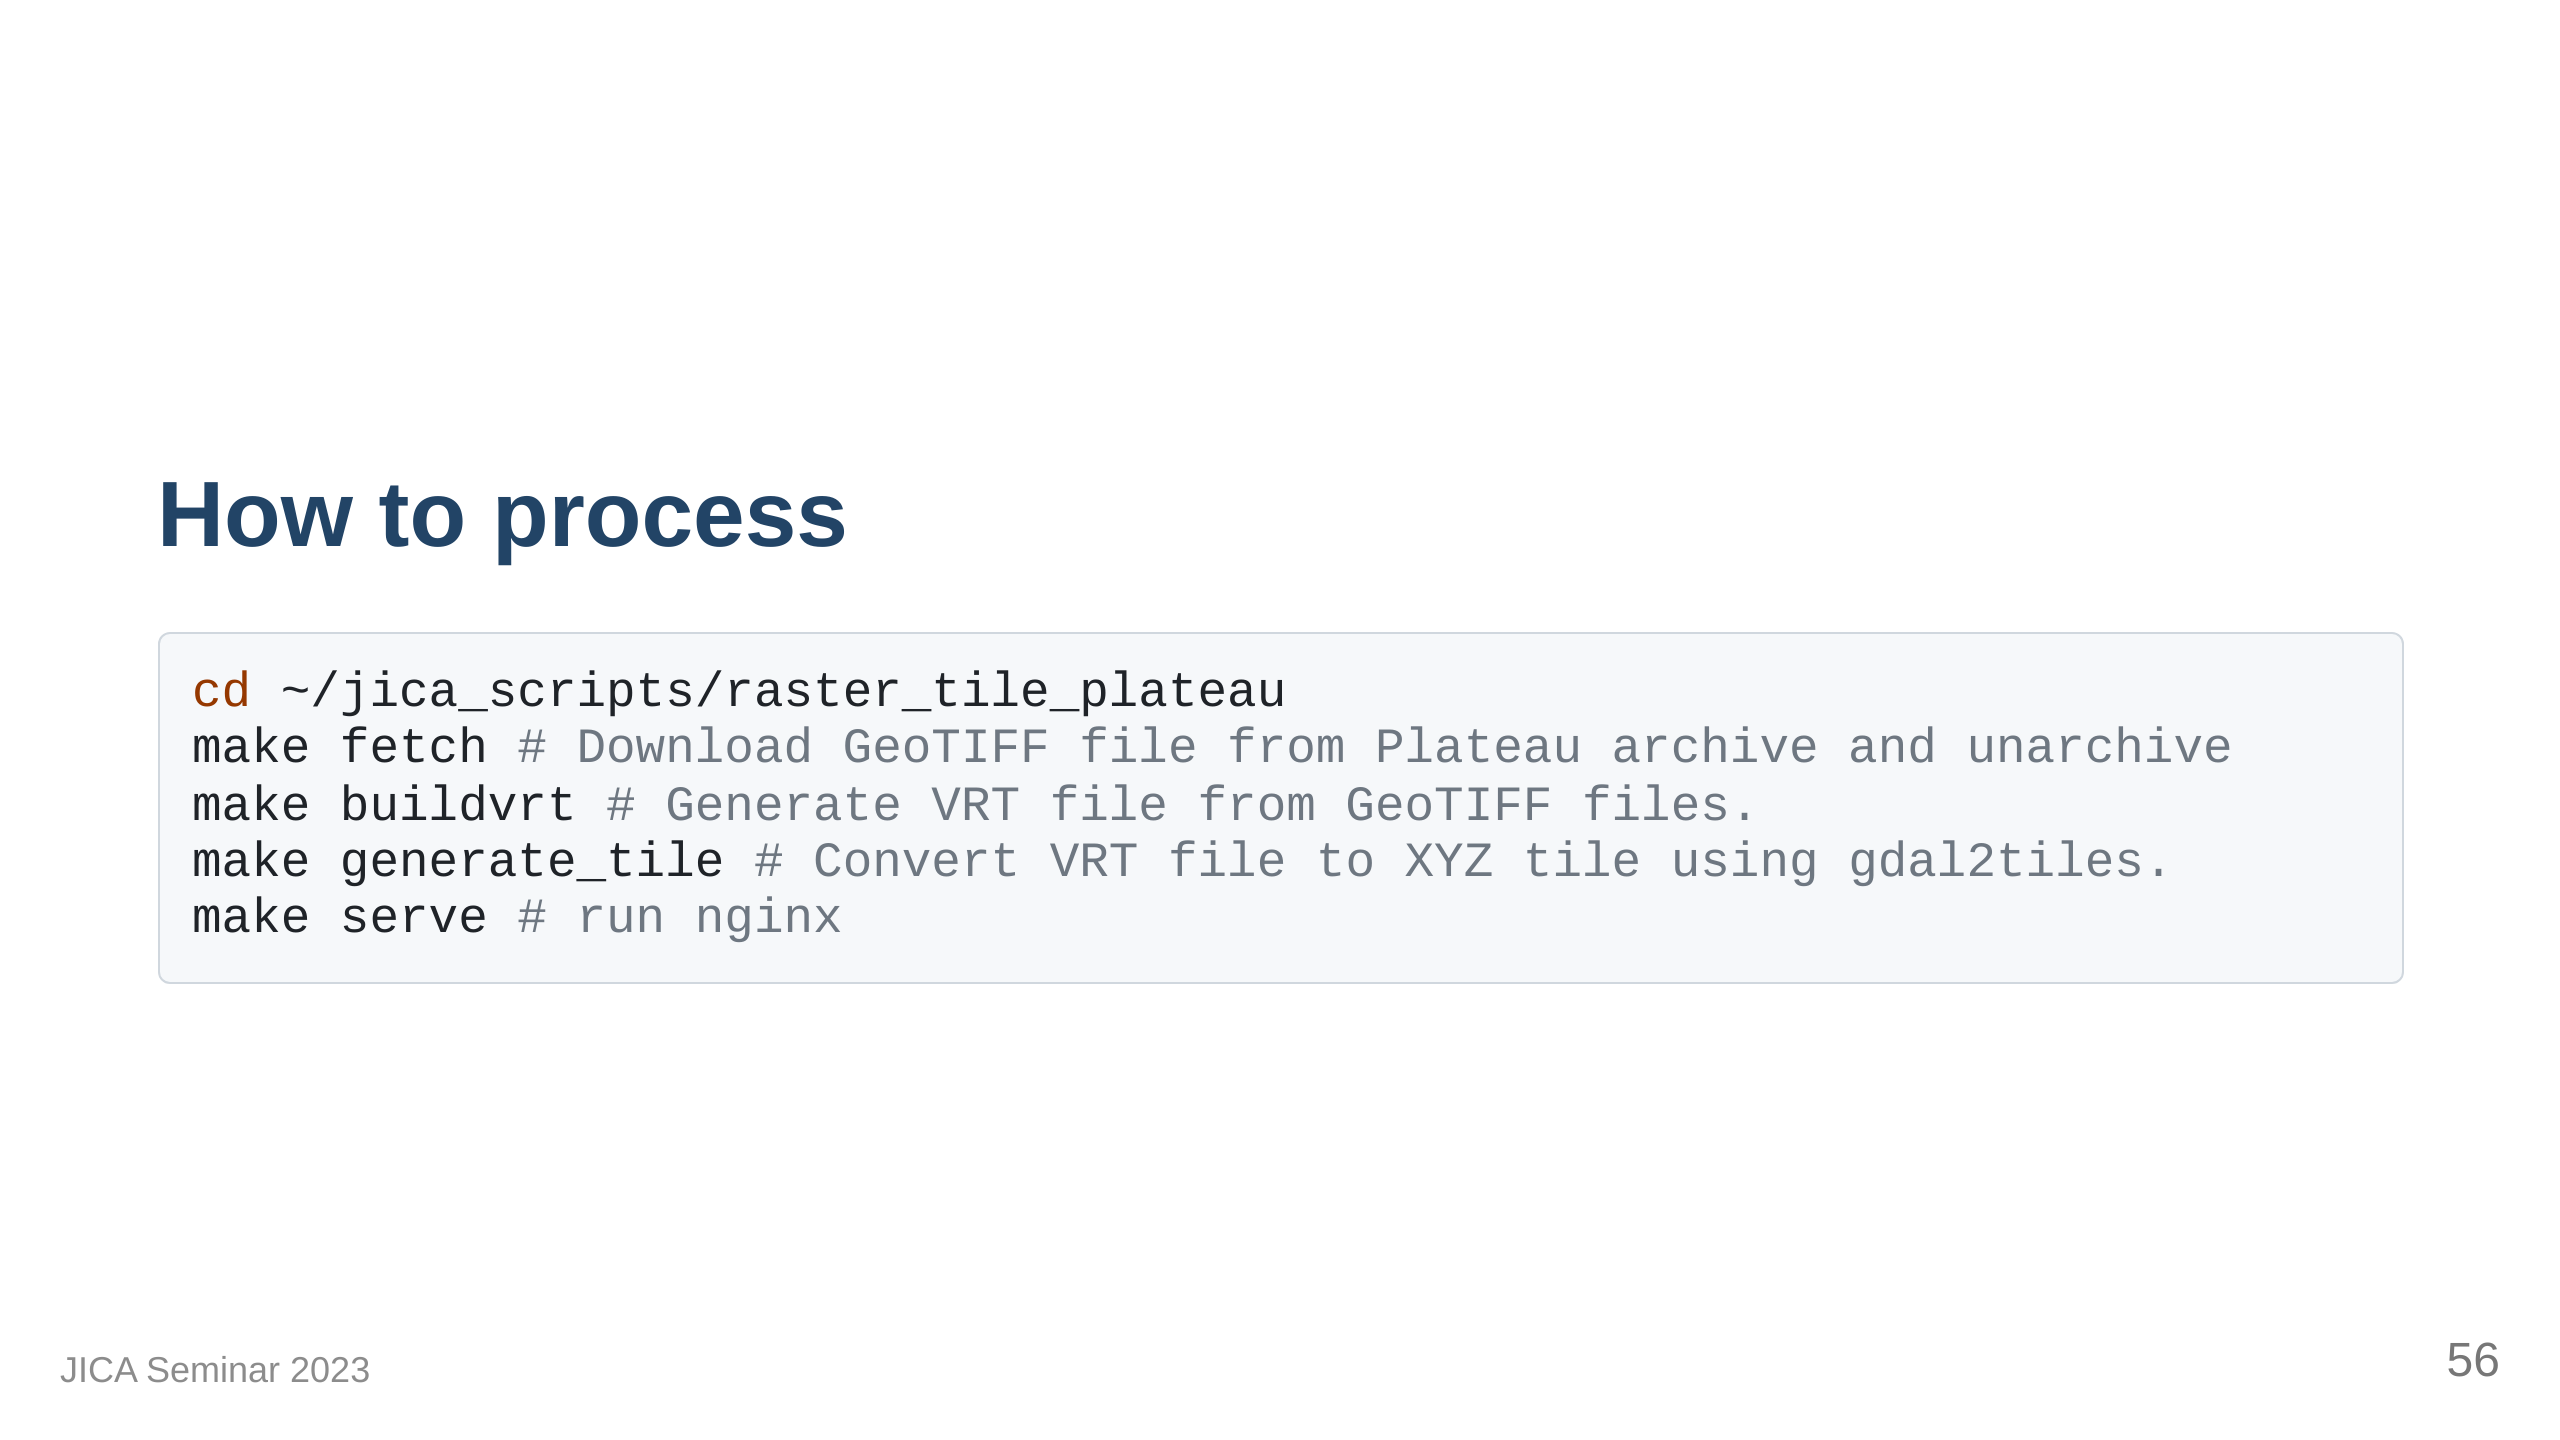 How to process
cd ~/jica_scripts/raster_tile_plateau
make fetch # Download GeoTIFF file from Plateau archive and unarchive
make buildvrt # Generate VRT file from GeoTIFF files.
make generate_tile # Convert VRT file to XYZ tile using gdal2tiles.
make serve # run nginx
JICA Seminar 2023
56